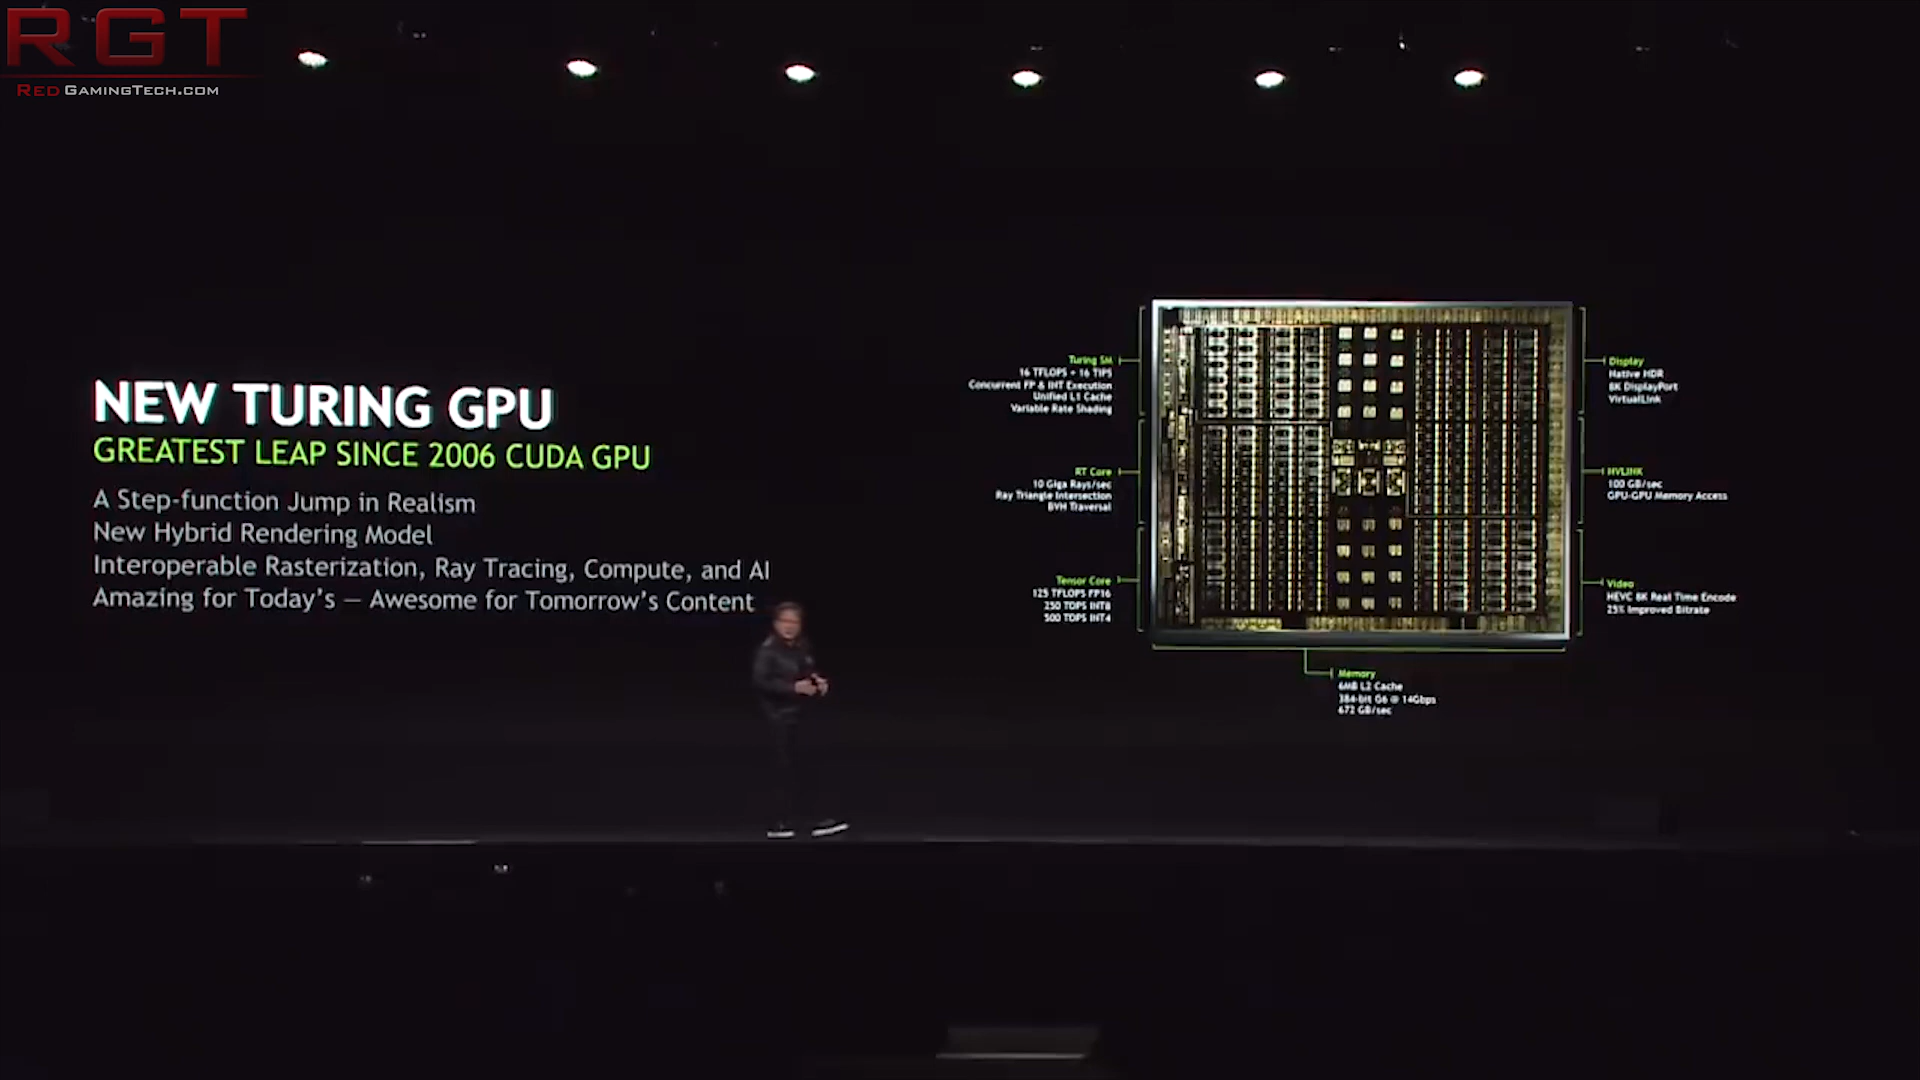 RGT
RedGamingTech.com
NEW TURING GPU
GREATEST LEAP SINCE 2006 CUDA GPU
A Step-function Jump in Realism
New Hybrid Rendering Model
Interoperable Rasterization, Ray Tracing, Compute, and AI
Amazing for Today's — Awesome for Tomorrow's Content
Turing SM
16 TFLOPS + 16 TIPS
Concurrent FP & INT Execution
Unified L1 Cache
Variable Rate Shading
RT Core
10 Giga Rays/sec
Ray Triangle Intersection
BVH Traversal
Tensor Core
125 TFLOPS FP16
250 TOPS INT8
500 TOPS INT4
Display
Native HDR
8K DisplayPort
VirtualLink
NVLINK
100 GB/sec
GPU-GPU Memory Access
Video
HEVC 8K Real Time Encode
25% Improved Bitrate
Memory
6MB L2 Cache
384-bit G6 @ 14Gbps
672 GB/sec